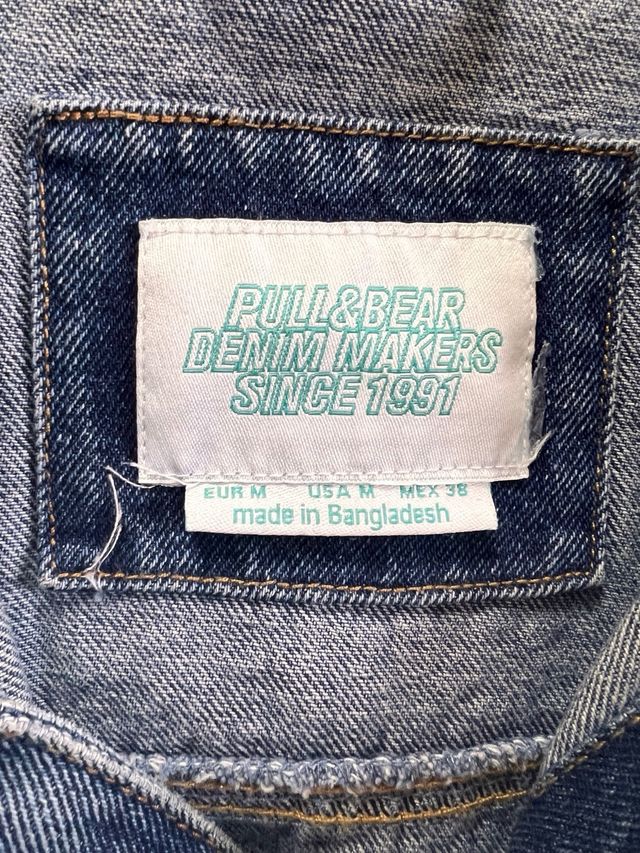 PULL&BEAR
DENIM MAKERS
SINCE 1991
EUR M USA M MEX 38
made in Bangladesh